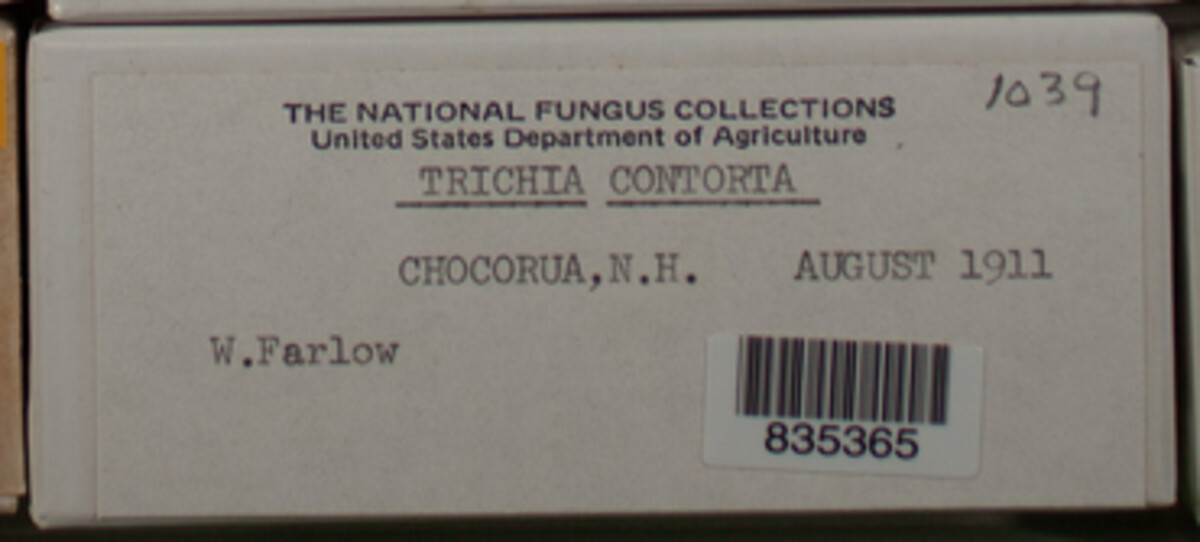 1039
THE NATIONAL FUNGUS COLLECTIONS
United States Department of Agriculture
TRICHIA CONTORTA
CHOCORUA,N.H. AUGUST 1911
W.Farlow
835365